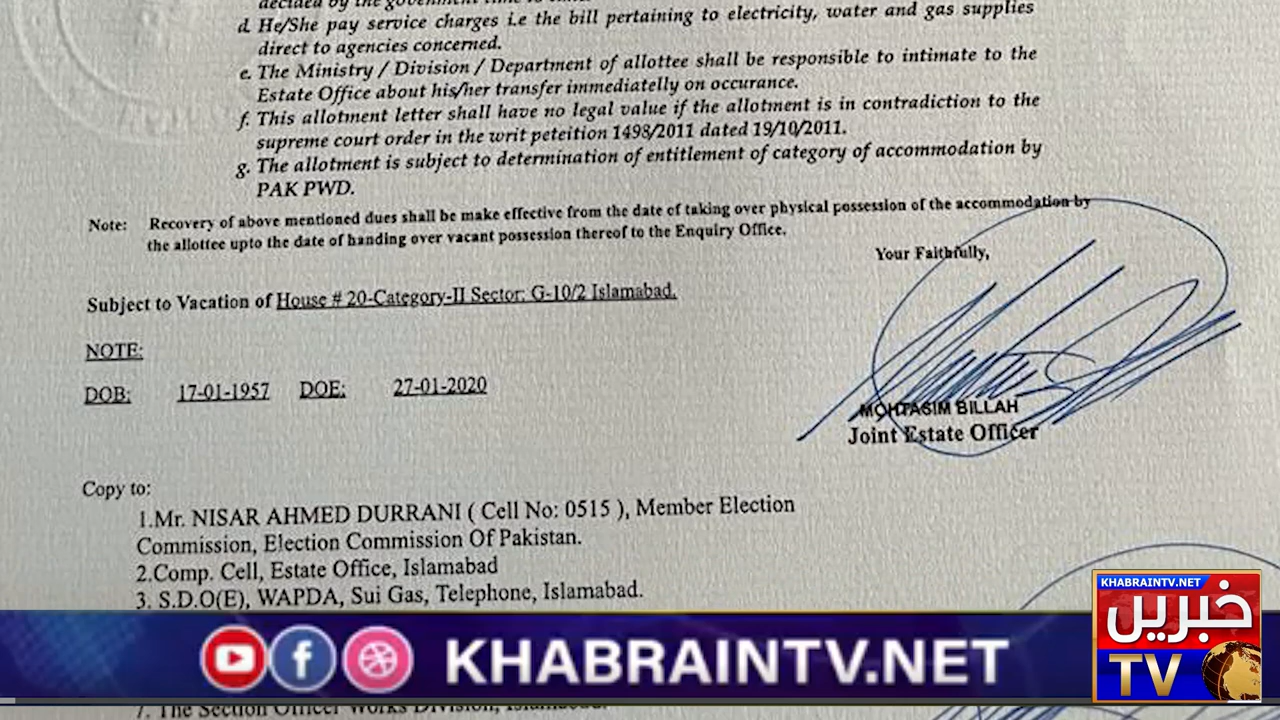 d. He/She pay service charges i.e the bill pertaining to electricity, water and gas supplies
direct to agencies concerned.
e. The Ministry / Division / Department of allottee shall be responsible to intimate to the
Estate Office about his/her transfer immediatelly on occurance.
f. This allotment letter shall have no legal value if the allotment is in contradiction to the
supreme court order in the writ peteition 1498/2011 dated 19/10/2011.
g. The allotment is subject to determination of entitlement of category of accommodation by
PAK PWD.
Note: Recovery of above mentioned dues shall be make effective from the date of taking over physical possession of the accommodation by
the allottee upto the date of handing over vacant possession thereof to the Enquiry Office.
Your Faithfully,
Subject to Vacation of House # 20-Category-II Sector: G-10/2 Islamabad.
NOTE:
DOB: 17-01-1957 DOE: 27-01-2020
MOHTASIM BILLAH
Joint Estate Officer
Copy to:
1.Mr. NISAR AHMED DURRANI ( Cell No: 0515 ), Member Election
Commission, Election Commission Of Pakistan.
2.Comp. Cell, Estate Office, Islamabad
3. S.D.O(E), WAPDA, Sui Gas, Telephone, Islamabad.
KHABRAINTV.NET
KHABRAINTV.NET
خبریں
TV
7. The Section Officer Works Division,